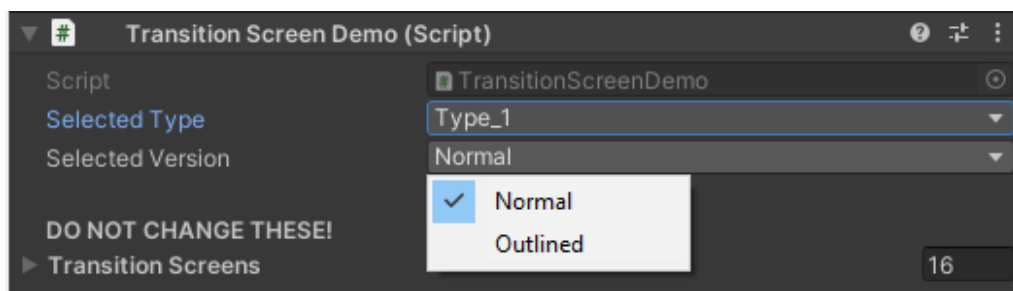 # Transition Screen Demo (Script)
Script # TransitionScreenDemo
Selected Type Type_1
Selected Version Normal
Normal
DO NOT CHANGE THESE!
Outlined
Transition Screens 16